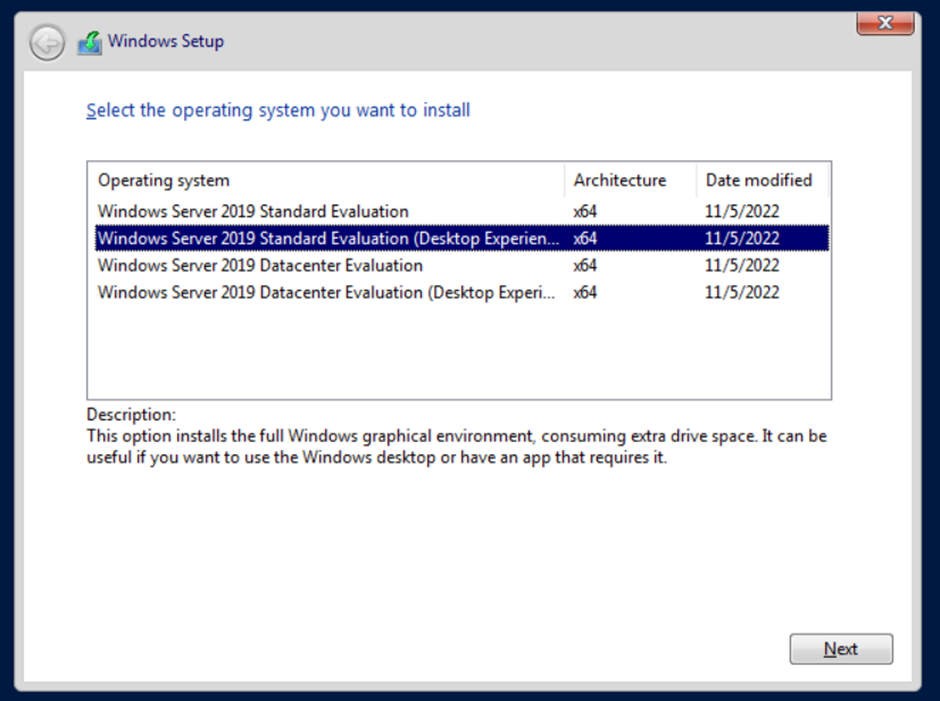 Windows Setup
Select the operating system you want to install
Operating system Architecture Date modified
Windows Server 2019 Standard Evaluation x64 11/5/2022
Windows Server 2019 Standard Evaluation (Desktop Experien... x64 11/5/2022
Windows Server 2019 Datacenter Evaluation x64 11/5/2022
Windows Server 2019 Datacenter Evaluation (Desktop Experi... x64 11/5/2022
Description:
This option installs the full Windows graphical environment, consuming extra drive space. It can be
useful if you want to use the Windows desktop or have an app that requires it.
Next